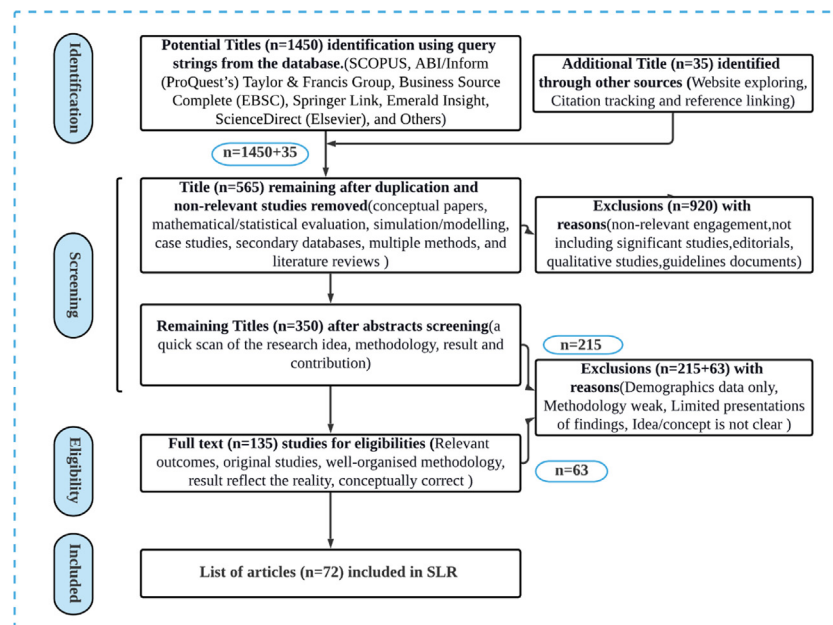 Identification
Potential Titles (n=1450) identification using query
strings from the database.(SCOPUS, ABI/Inform
(ProQuest's) Taylor & Francis Group, Business Source
Complete (EBSC), Springer Link, Emerald Insight,
ScienceDirect (Elsevier), and Others)
Additional Title (n=35) identified
through other sources (Website exploring,
Citation tracking and reference linking)
n=1450+35
Screening
Title (n=565) remaining after duplication and
non-relevant studies removed(conceptual papers,
mathematical/statistical evaluation, simulation/modelling,
case studies, secondary databases, multiple methods, and
literature reviews )
Exclusions (n=920) with
reasons(non-relevant engagement,not
including significant studies,editorials,
qualitative studies,guidelines documents)
Remaining Titles (n=350) after abstracts screening(a
quick scan of the research idea, methodology, result and
contribution)
n=215
Exclusions (n=215+63) with
reasons(Demographics data only,
Methodology weak, Limited presentations
of findings, Idea/concept is not clear )
Eligibility
Full text (n=135) studies for eligibilities (Relevant
outcomes, original studies, well-organised methodology,
result reflect the reality, conceptually correct )
n=63
Included
List of articles (n=72) included in SLR